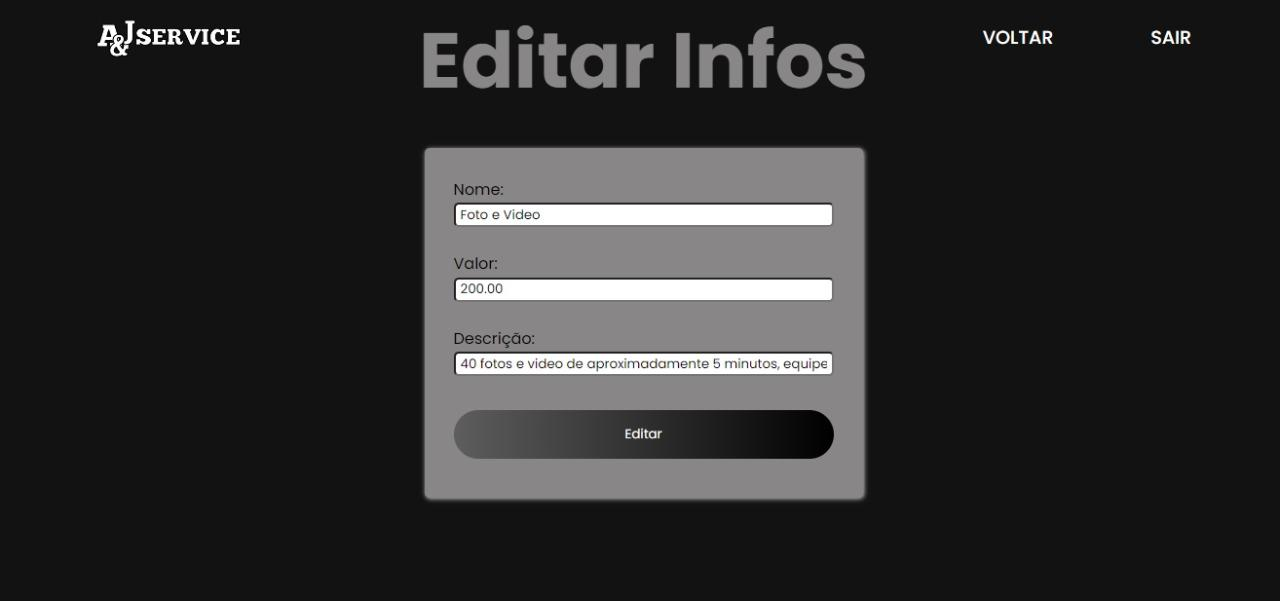 A&J SERVICE
Editar Infos
VOLTAR
SAIR
Nome:
Foto e Video
Valor:
200.00
Descrição:
40 fotos e video de aproximadamente 5 minutos, equipe
Editar